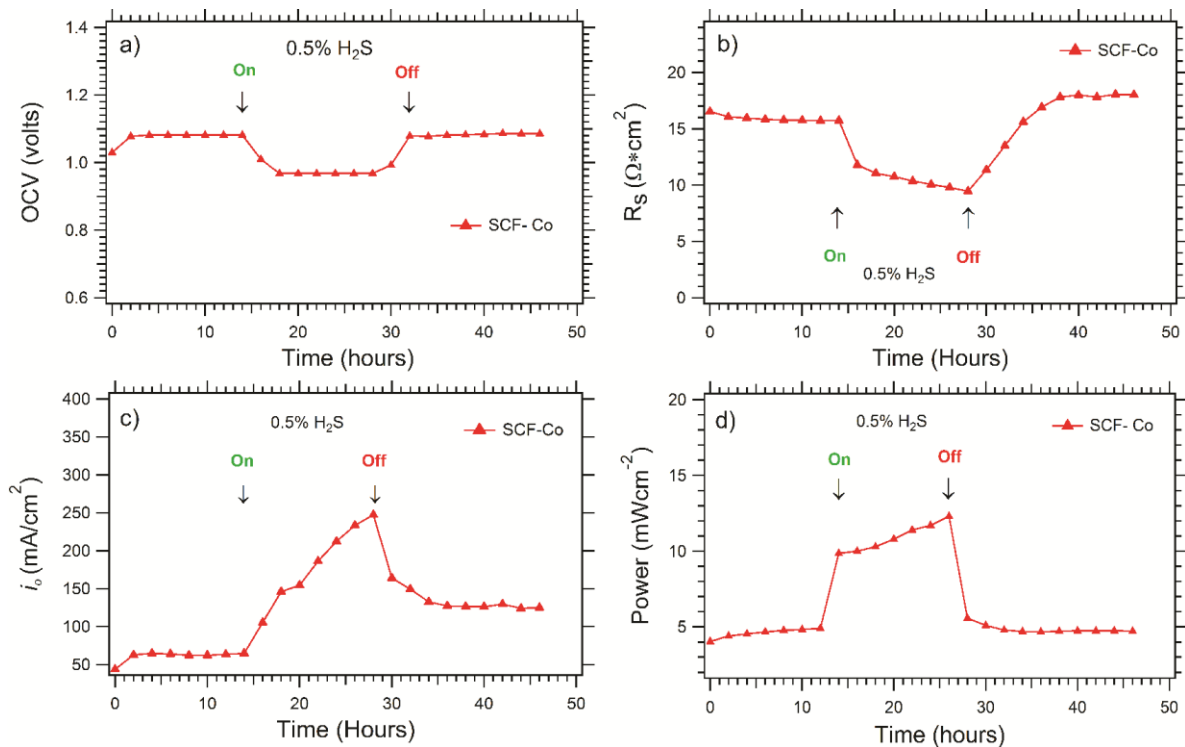 a)
0.5% H₂S
On
Off
SCF- Co
OCV (volts)
1.4
1.2
1.0
0.8
0.6
0 10 20 30 40 50
Time (hours)
b)
SCF-Co
On
Off
0.5% H₂S
R_S (Ω*cm²)
20
15
10
5
0
0 10 20 30 40 50
Time (Hours)
c)
0.5% H₂S
SCF-Co
On
Off
i_o (mA/cm²)
400
350
300
250
200
150
100
50
0 10 20 30 40 50
Time (Hours)
d)
0.5% H₂S
SCF- Co
On
Off
Power (mWcm⁻²)
20
15
10
5
0 10 20 30 40 50
Time (hours)